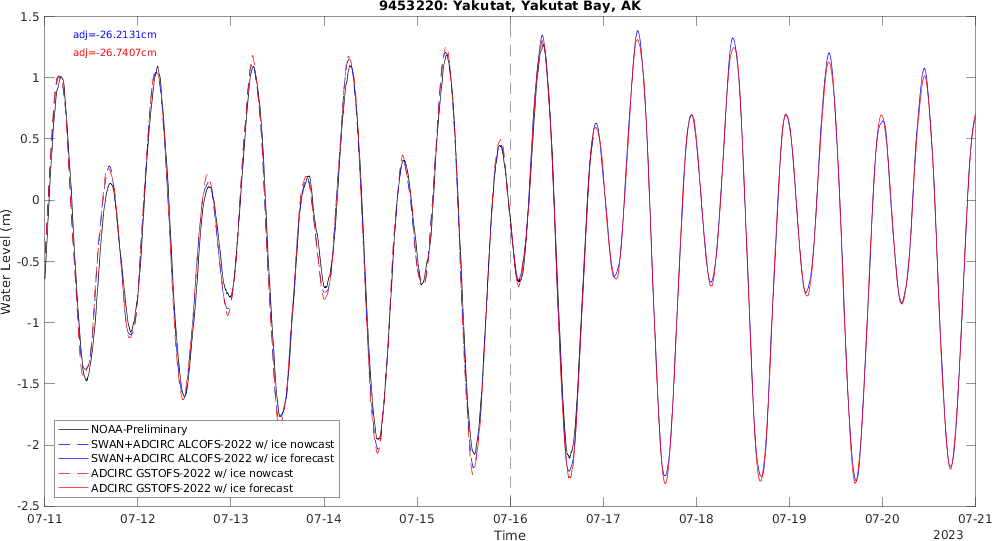 9453220: Yakutat, Yakutat Bay, AK
adj=-26.2131cm
adj=-26.7407cm
1.5
1
0.5
0
-0.5
-1
-1.5
-2
-2.5
Water Level (m)
NOAA-Preliminary
SWAN+ADCIRC ALCOFS-2022 w/ ice nowcast
SWAN+ADCIRC ALCOFS-2022 w/ ice forecast
ADCIRC GSTOFS-2022 w/ ice nowcast
ADCIRC GSTOFS-2022 w/ ice forecast
07-11 07-12 07-13 07-14 07-15 07-16 07-17 07-18 07-19 07-20 07-21
Time
2023